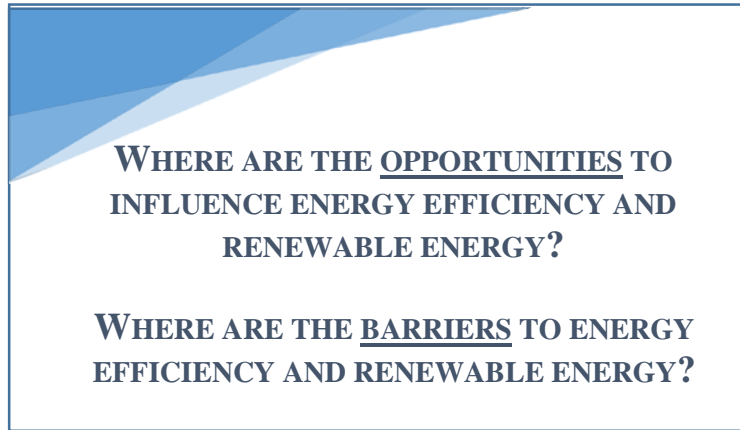 WHERE ARE THE OPPORTUNITIES TO
INFLUENCE ENERGY EFFICIENCY AND
RENEWABLE ENERGY?
WHERE ARE THE BARRIERS TO ENERGY
EFFICIENCY AND RENEWABLE ENERGY?